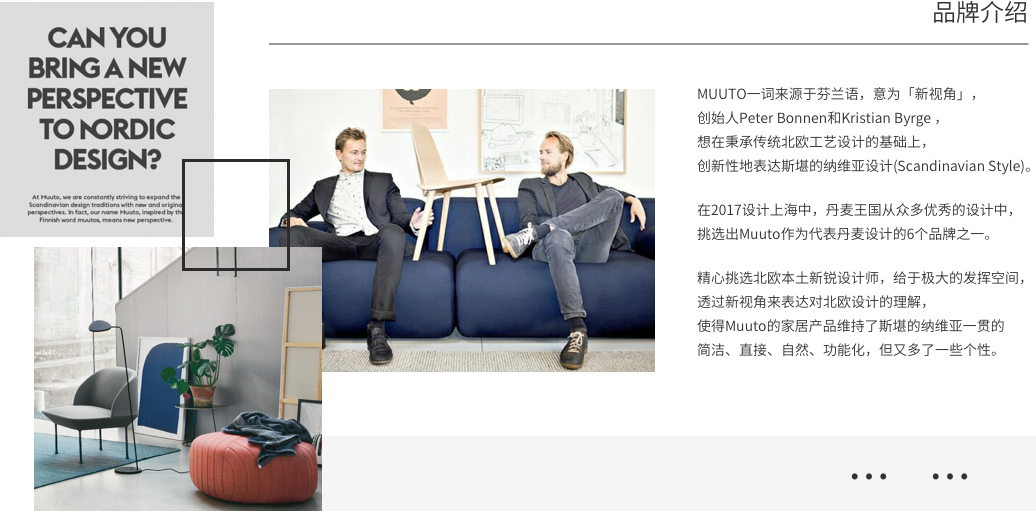 CAN YOU
BRING A NEW
PERSPECTIVE
TO NORDIC
DESIGN?
At Muuto, we are constantly striving to expand the
Scandinavian design traditions with new and original
perspectives. In fact, our name Muuto, inspired by the
Finnish word muutos, means new perspective.
品牌介绍
MUUTO一词来源于芬兰语，意为「新视角」，
创始人Peter Bonnen和Kristian Byrge ，
想在秉承传统北欧工艺设计的基础上，
创新性地表达斯堪的纳维亚设计(Scandinavian Style)。
在2017设计上海中，丹麦王国从众多优秀的设计中，
挑选出Muuto作为代表丹麦设计的6个品牌之一。
精心挑选北欧本土新锐设计师，给于极大的发挥空间，
透过新视角来表达对北欧设计的理解，
使得Muuto的家居产品维持了斯堪的纳维亚一贯的
简洁、直接、自然、功能化，但又多了一些个性。